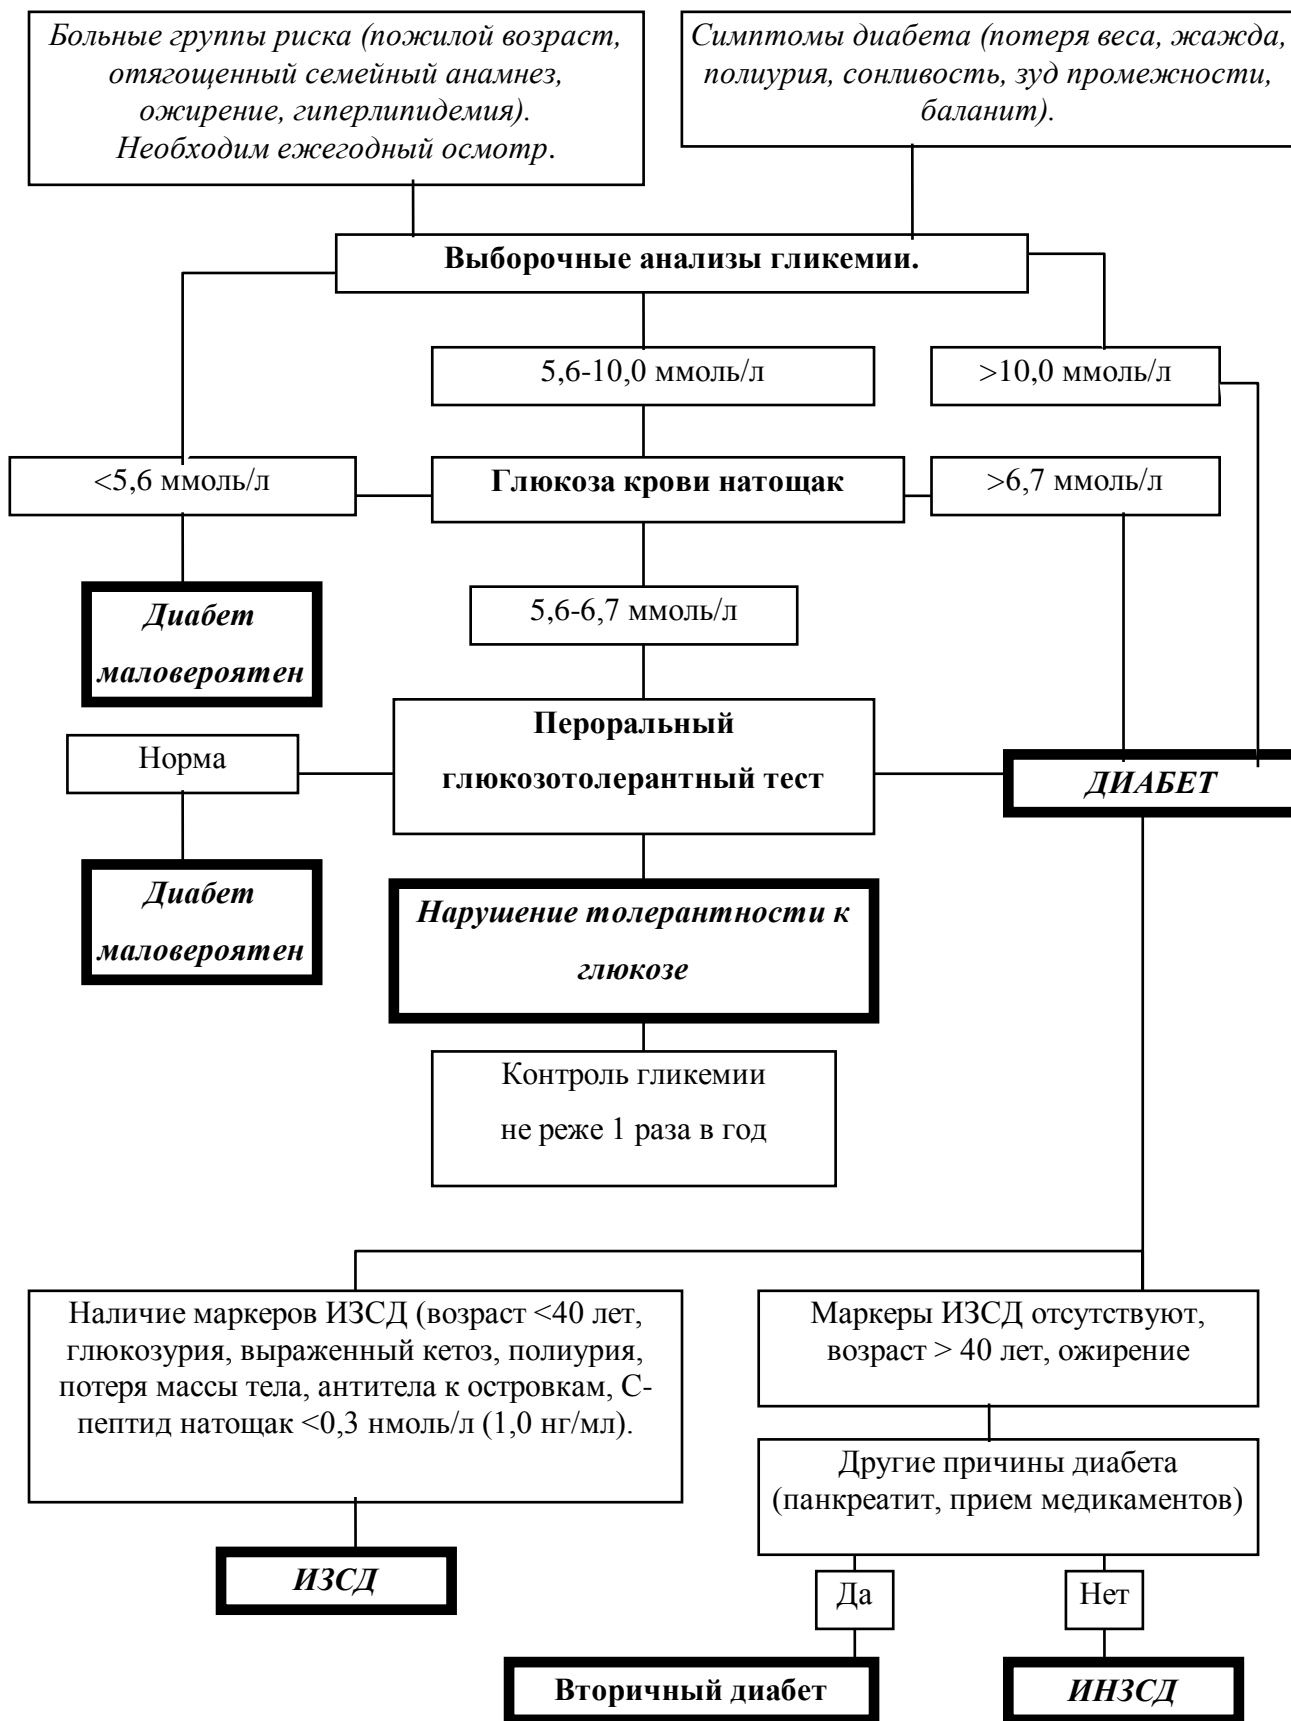 Больные группы риска (пожилой возраст,
отягощенный семейный анамнез,
ожирение, гиперлипидемия).
Необходим ежегодный осмотр.
Симптомы диабета (потеря веса, жажда,
полиурия, сонливость, зуд промежности,
баланит).
Выборочные анализы гликемии.
5,6-10,0 ммоль/л
>10,0 ммоль/л
<5,6 ммоль/л
Глюкоза крови натощак
>6,7 ммоль/л
Диабет
маловероятен
5,6-6,7 ммоль/л
Норма
Пероральный
глюкозотолерантный тест
ДИАБЕТ
Диабет
маловероятен
Нарушение толерантности к
глюкозе
Контроль гликемии
не реже 1 раза в год
Наличие маркеров ИЗСД (возраст <40 лет,
глюкозурия, выраженный кетоз, полиурия,
потеря массы тела, антитела к островкам, С-
пептид натощак <0,3 нмоль/л (1,0 нг/мл).
Маркеры ИЗСД отсутствуют,
возраст > 40 лет, ожирение
Другие причины диабета
(панкреатит, прием медикаментов)
ИЗСД
Да
Нет
Вторичный диабет
ИНЗСД